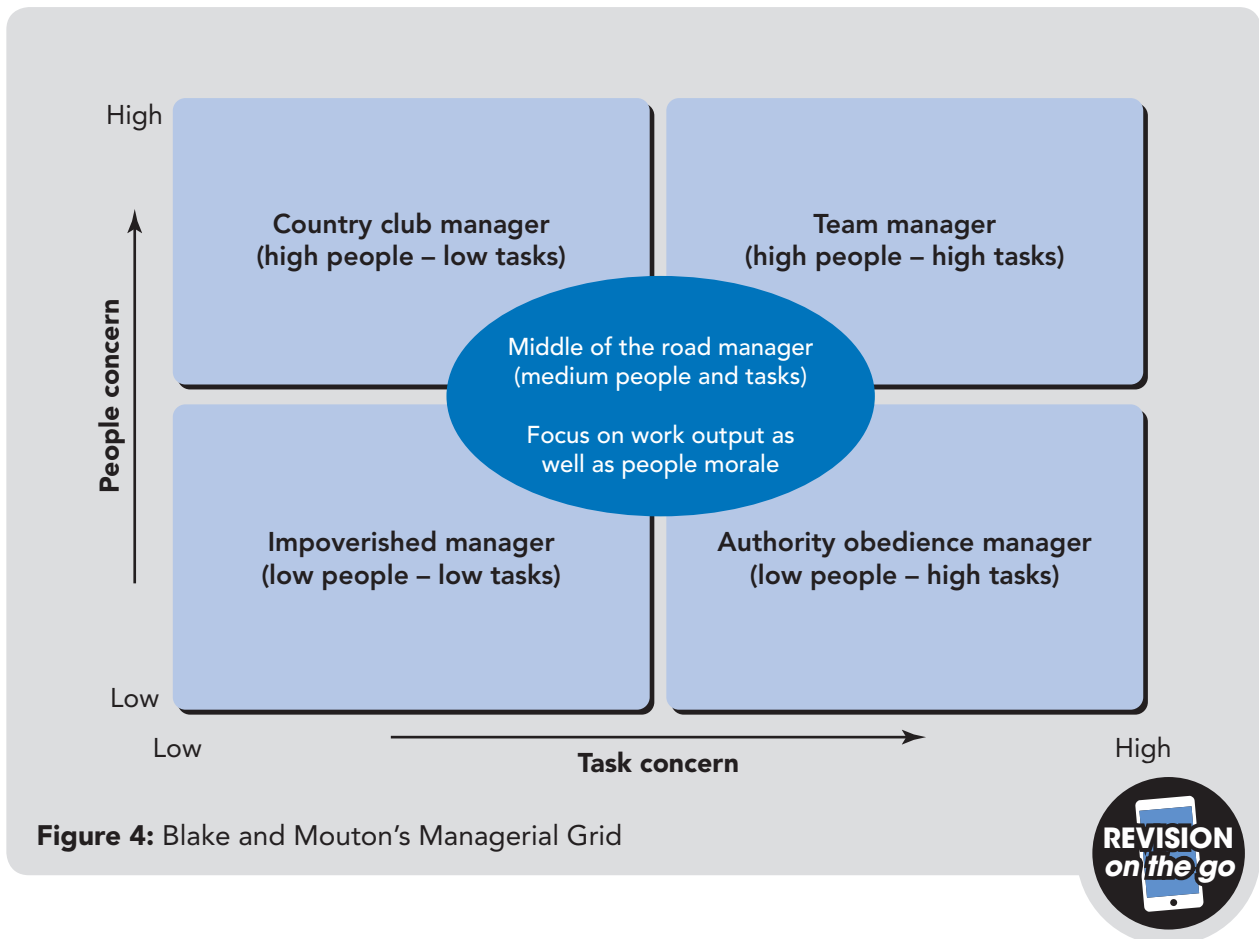 High
Country club manager
(high people – low tasks)
Team manager
(high people – high tasks)
People concern
Middle of the road manager
(medium people and tasks)
Focus on work output as
well as people morale
Impoverished manager
(low people – low tasks)
Authority obedience manager
(low people – high tasks)
Low
Low
Task concern
High
Figure 4: Blake and Mouton's Managerial Grid
REVISION
on the go